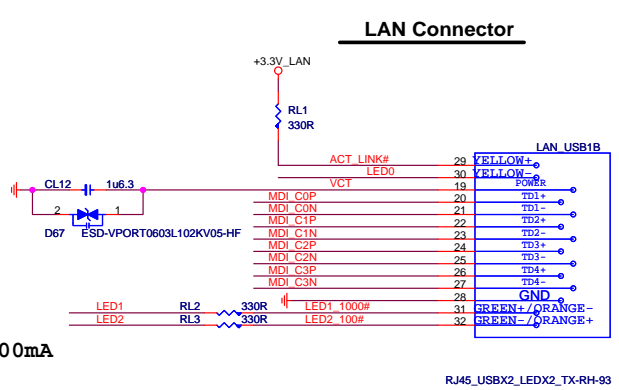 LAN Connector
+3.3V_LAN
RL1
330R
LAN_USB1B
ACT_LINK# 29 YELLOW+
LED0 30 YELLOW-
CL12 1u6.3 VCT 19 POWER
MDI_C0P 20 TD1+
MDI_C0N 21 TD1-
MDI_C1P 22 TD2+
MDI_C1N 23 TD2-
MDI_C2P 24 TD3+
MDI_C2N 25 TD3-
MDI_C3P 26 TD4+
MDI_C3N 27 TD4-
2 1
D67 ESD-VPORT0603L102KV05-HF
28 GND
LED1 RL2 330R LED1_1000# 31 GREEN+/ORANGE-
LED2 RL3 330R LED2_100# 32 GREEN-/ORANGE+
00mA
RJ45_USBX2_LEDX2_TX-RH-93